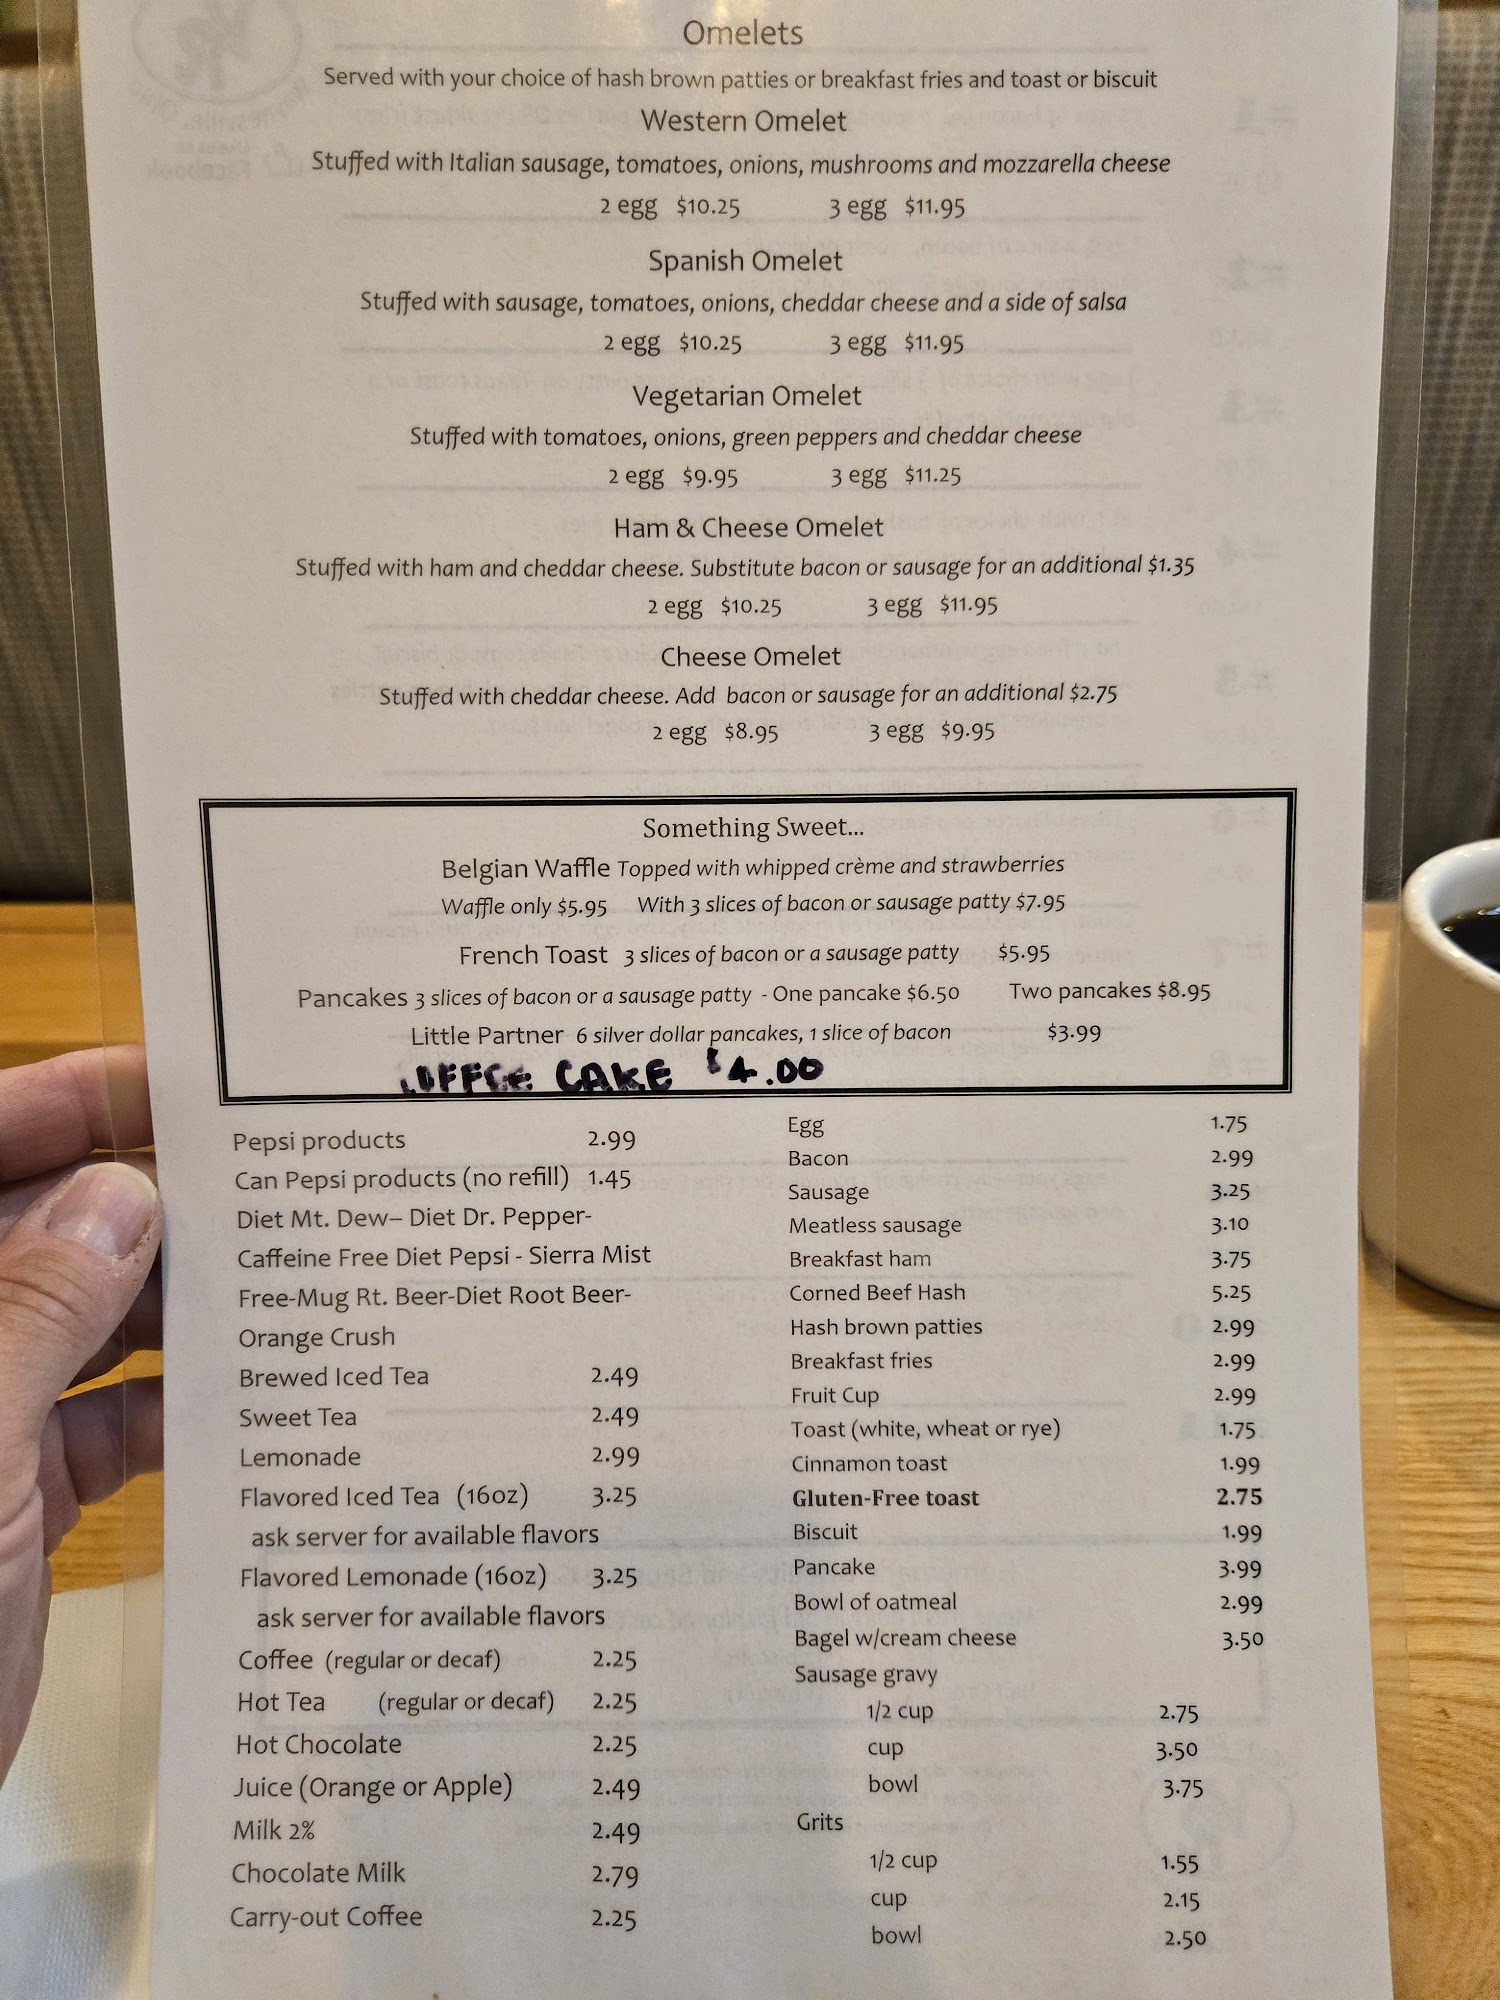 Omelets
Served with your choice of hash brown patties or breakfast fries and toast or biscuit
Western Omelet
Stuffed with Italian sausage, tomatoes, onions, mushrooms and mozzarella cheese
2 egg $10.25 3 egg $11.95
Spanish Omelet
Stuffed with sausage, tomatoes, onions, cheddar cheese and a side of salsa
2 egg $10.25 3 egg $11.95
Vegetarian Omelet
Stuffed with tomatoes, onions, green peppers and cheddar cheese
2 egg $9.95 3 egg $11.25
Ham & Cheese Omelet
Stuffed with ham and cheddar cheese. Substitute bacon or sausage for an additional $1.35
2 egg $10.25 3 egg $11.95
Cheese Omelet
Stuffed with cheddar cheese. Add bacon or sausage for an additional $2.75
2 egg $8.95 3 egg $9.95
Something Sweet...
Belgian Waffle Topped with whipped crème and strawberries
Waffle only $5.95 With 3 slices of bacon or sausage patty $7.95
French Toast 3 slices of bacon or a sausage patty $5.95
Pancakes 3 slices of bacon or a sausage patty - One pancake $6.50 Two pancakes $8.95
Little Partner 6 silver dollar pancakes, 1 slice of bacon $3.99
COFFEE CAKE $4.00
Pepsi products 2.99
Can Pepsi products (no refill) 1.45
Diet Mt. Dew– Diet Dr. Pepper-
Caffeine Free Diet Pepsi - Sierra Mist
Free-Mug Rt. Beer-Diet Root Beer-
Orange Crush
Brewed Iced Tea 2.49
Sweet Tea 2.49
Lemonade 2.99
Flavored Iced Tea (16oz) 3.25
ask server for available flavors
Flavored Lemonade (16oz) 3.25
ask server for available flavors
Coffee (regular or decaf) 2.25
Hot Tea (regular or decaf) 2.25
Hot Chocolate 2.25
Juice (Orange or Apple) 2.49
Milk 2% 2.49
Chocolate Milk 2.79
Carry-out Coffee 2.25
Egg 1.75
Bacon 2.99
Sausage 3.25
Meatless sausage 3.10
Breakfast ham 3.75
Corned Beef Hash 5.25
Hash brown patties 2.99
Breakfast fries 2.99
Fruit Cup 2.99
Toast (white, wheat or rye) 1.75
Cinnamon toast 1.99
Gluten-Free toast 2.75
Biscuit 1.99
Pancake 3.99
Bowl of oatmeal 2.99
Bagel w/cream cheese 3.50
Sausage gravy
1/2 cup 2.75
cup 3.50
bowl 3.75
Grits
1/2 cup 1.55
cup 2.15
bowl 2.50